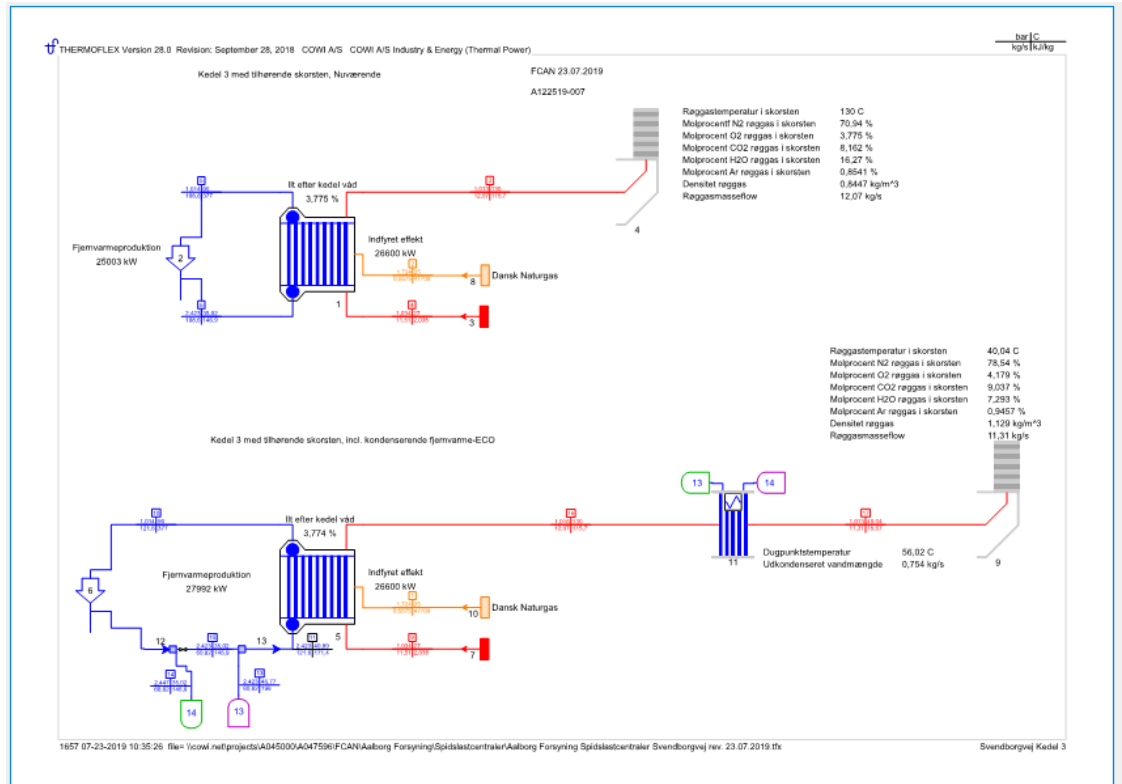 THERMOFLEX Version 28.0 Revision: September 28, 2018 COWI A/S COWI A/S Industry & Energy (Thermal Power)
bar C
kg/s kJ/kg
Kedel 3 med tilhørende skorsten, Nuværende
FCAN 23.07.2019
A122519-007
Røggastemperatur i skorsten 130 C
Molprocentf N2 røggas i skorsten 70,94 %
Molprocent O2 røggas i skorsten 3,775 %
Molprocent CO2 røggas i skorsten 8,162 %
Molprocent H2O røggas i skorsten 16,27 %
Molprocent Ar røggas i skorsten 0,8541 %
Densitet røggas 0,8447 kg/m^3
Røggasmasseflow 12,07 kg/s
Ilt efter kedel våd
3,775 %
4
Fjernvarmeproduktion
25003 kW
2
Indfyret effekt
26600 kW
8
Dansk Naturgas
1
3
Røggastemperatur i skorsten 40,04 C
Molprocent N2 røggas i skorsten 78,54 %
Molprocent O2 røggas i skorsten 4,179 %
Molprocent CO2 røggas i skorsten 9,037 %
Molprocent H2O røggas i skorsten 7,293 %
Molprocent Ar røggas i skorsten 0,9457 %
Densitet røggas 1,129 kg/m^3
Røggasmasseflow 11,31 kg/s
Kedel 3 med tilhørende skorsten, incl. kondenserende fjernvarme-ECO
13
14
Ilt efter kedel våd
3,774 %
Dugpunktstemperatur 56,02 C
Udkondenseret vandmængde 0,754 kg/s
11
9
Fjernvarmeproduktion
27992 kW
6
Indfyret effekt
26600 kW
10
Dansk Naturgas
12
13
5
7
14
13
1657 07-23-2019 10:35:26 file= \\cowi.net\projects\A045000\A047596\FCAN\Aalborg Forsyning\Spidslastcentraler\Aalborg Forsyning Spidslastcentraler Svendborgvej rev. 23.07.2019.tfx
Svendborgvej Kedel 3